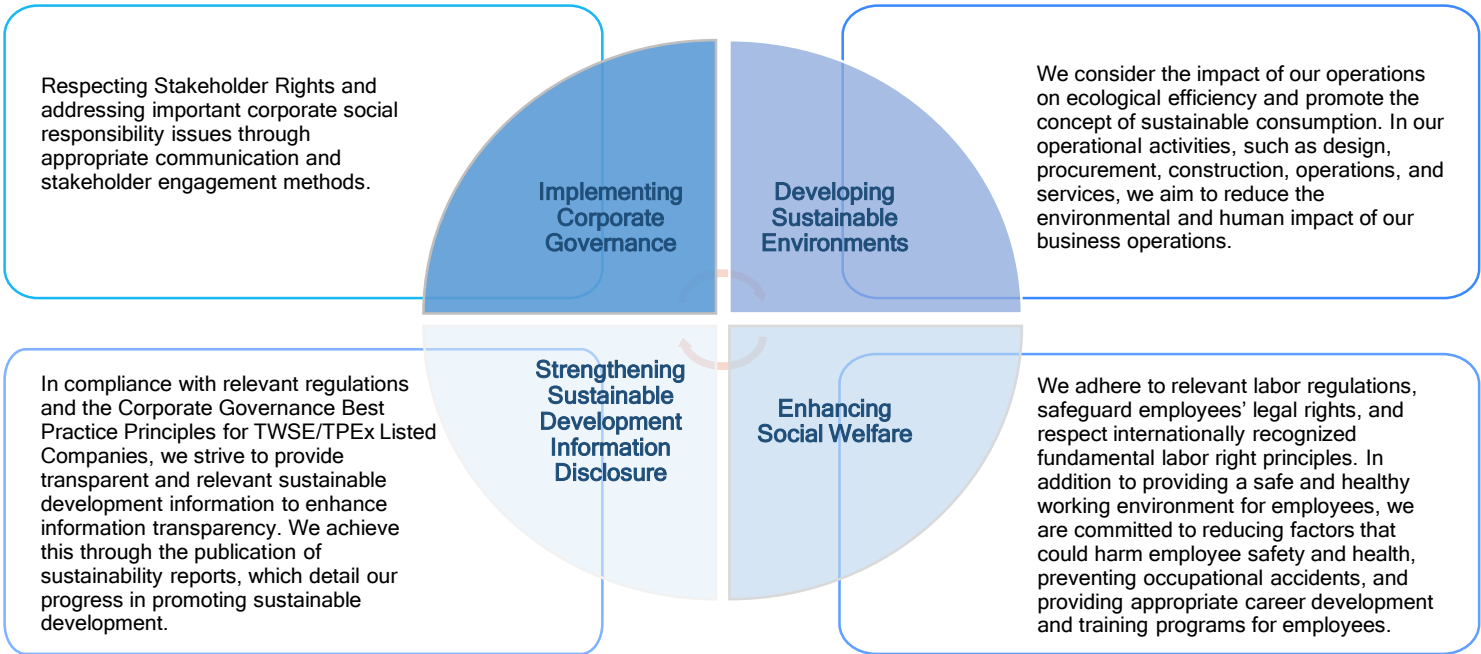 Respecting Stakeholder Rights and
addressing important corporate social
responsibility issues through
appropriate communication and
stakeholder engagement methods.
Implementing
Corporate
Governance
Developing
Sustainable
Environments
We consider the impact of our operations
on ecological efficiency and promote the
concept of sustainable consumption. In our
operational activities, such as design,
procurement, construction, operations, and
services, we aim to reduce the
environmental and human impact of our
business operations.
In compliance with relevant regulations
and the Corporate Governance Best
Practice Principles for TWSE/TPEx Listed
Companies, we strive to provide
transparent and relevant sustainable
development information to enhance
information transparency. We achieve
this through the publication of
sustainability reports, which detail our
progress in promoting sustainable
development.
Strengthening
Sustainable
Development
Information
Disclosure
Enhancing
Social Welfare
We adhere to relevant labor regulations,
safeguard employees’ legal rights, and
respect internationally recognized
fundamental labor right principles. In
addition to providing a safe and healthy
working environment for employees, we
are committed to reducing factors that
could harm employee safety and health,
preventing occupational accidents, and
providing appropriate career development
and training programs for employees.